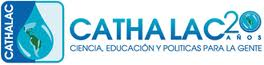 CATHALAC
CATHALAC 20 AÑOS
CIENCIA, EDUCACIÓN Y POLITICAS PARA LA GENTE